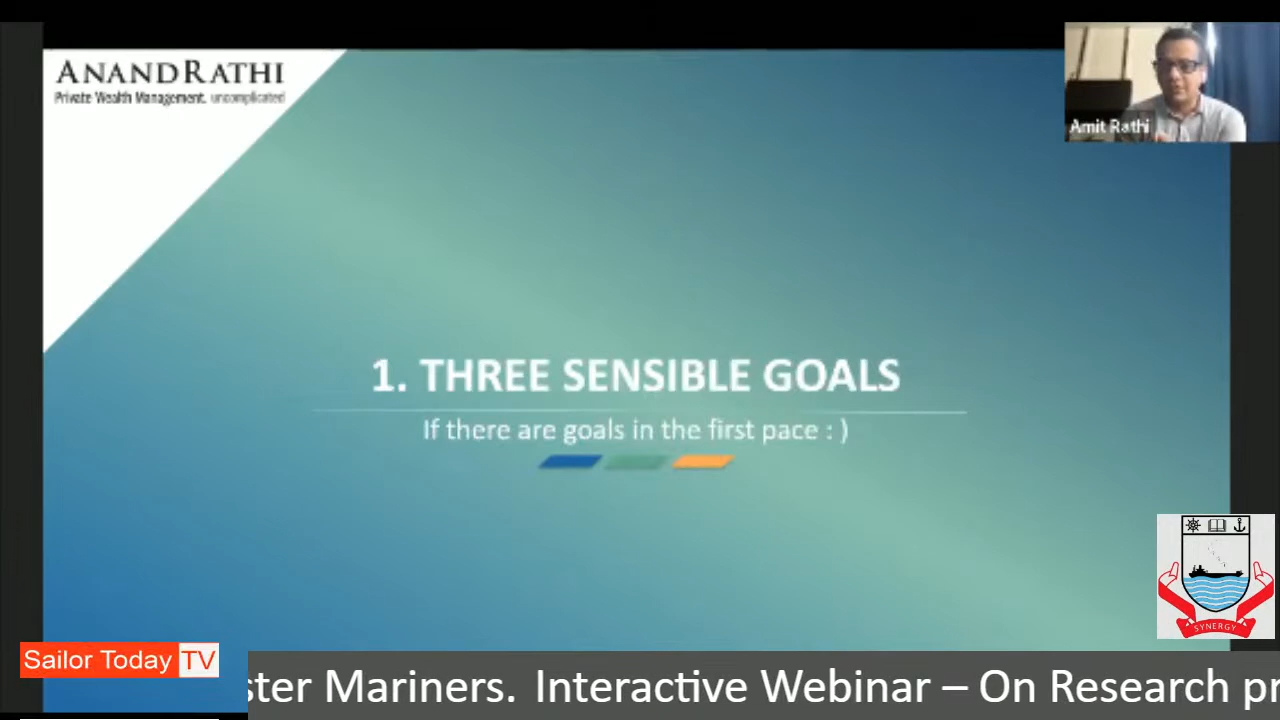 ANANDRATHI
Private Wealth Management. uncomplicated
Amit Rathi
1. THREE SENSIBLE GOALS
If there are goals in the first pace : )
SYNERGY
Sailor Today TV
ster Mariners. Interactive Webinar – On Research pr